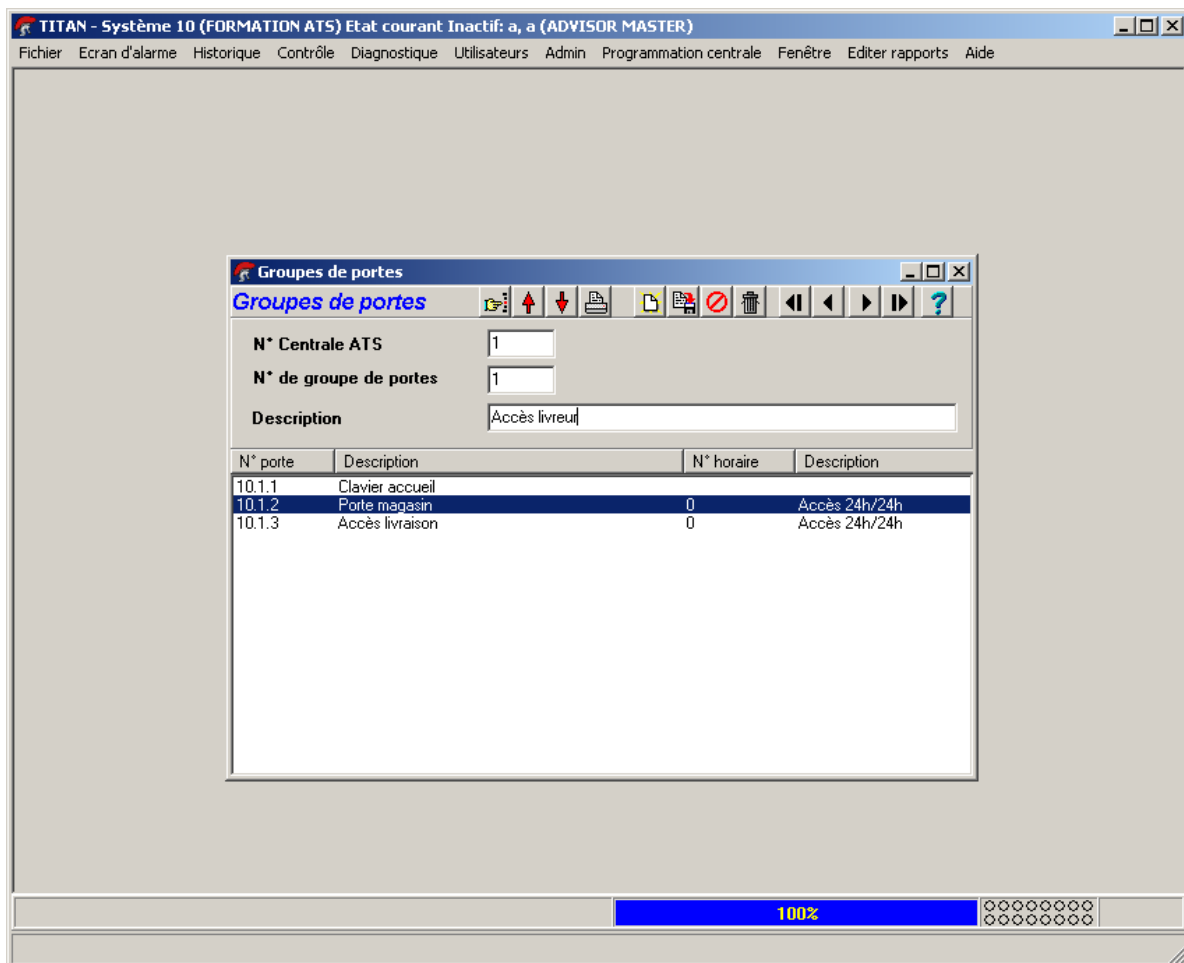 TITAN - Système 10 (FORMATION ATS) Etat courant Inactif: a, a (ADVISOR MASTER)
Fichier Ecran d'alarme Historique Contrôle Diagnostique Utilisateurs Admin Programmation centrale Fenêtre Editer rapports Aide
Groupes de portes
Groupes de portes
N° Centrale ATS 1
N° de groupe de portes 1
Description Accès livreur
N° porte Description N° horaire Description
10.1.1 Clavier accueil
10.1.2 Porte magasin 0 Accès 24h/24h
10.1.3 Accès livraison 0 Accès 24h/24h
100%